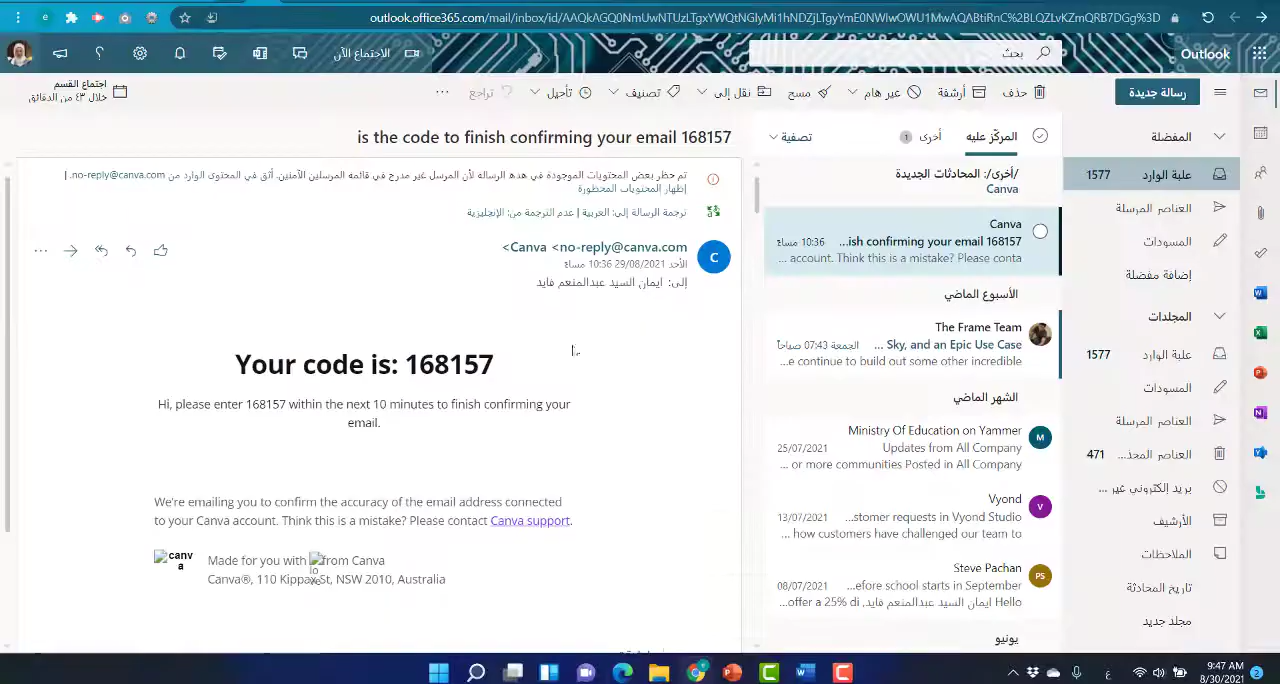 outlook.office365.com/mail/inbox/id/AAQkAGQ0NmUwNTUzLTgxYWQtNGIyMi1hNDZjLTgyYmE0NWIwOWU1MwAQABtiRnC%2BLQZLvKZmQRB7DGg%3D
Outlook
بحث
الاجتماع الآن
رسالة جديدة
حذف
أرشفة
غير هام
مسح
نقل إلى
تصنيف
تأجيل
تراجع
اجتماع القسم
خلال ٤٣ من الدقائق
المفضلة
علبة الوارد 1577
العناصر المرسلة
المسودات
إضافة مفضلة
المجلدات
علبة الوارد 1577
المسودات
العناصر المرسلة
العناصر المحذ... 471
بريد إلكتروني غير ...
الأرشيف
الملاحظات
تاريخ المحادثة
مجلد جديد
المركّز عليه
أخرى 1
تصفية
/أخرى/: المحادثات الجديدة
Canva
Canva
...ish confirming your email 168157 10:36 مساءً
... account. Think this is a mistake? Please conta
الأسبوع الماضي
The Frame Team
... Sky, and an Epic Use Case الجمعة 07:43 صباحاً
...e continue to build out some other incredible
الشهر الماضي
Ministry Of Education on Yammer
Updates from All Company 25/07/2021
... or more communities Posted in All Company
Vyond
...stomer requests in Vyond Studio 13/07/2021
... how customers have challenged our team to
Steve Pachan
...efore school starts in September 08/07/2021
...offer a 25% di ,ايمان السيد عبدالمنعم فايد Hello
يونيو
is the code to finish confirming your email 168157
تم حظر بعض المحتويات الموجودة في هذه الرسالة لأن المرسل غير مدرج في قائمة المرسلين الآمنين. أثق في المحتوى الوارد من no-reply@canva.com. |
إظهار المحتويات المحظورة
ترجمة الرسالة إلى: العربية | عدم الترجمة من: الإنجليزية
C
Canva <no-reply@canva.com>
الأحد 29/08/2021 10:36 مساءً
إلى: ايمان السيد عبدالمنعم فايد
Your code is: 168157
Hi, please enter 168157 within the next 10 minutes to finish confirming your
email.
We're emailing you to confirm the accuracy of the email address connected
to your Canva account. Think this is a mistake? Please contact Canva support.
canva
Made for you with love from Canva
Canva®, 110 Kippax St, NSW 2010, Australia
M
V
PS
9:47 AM
8/30/2021
2
ع